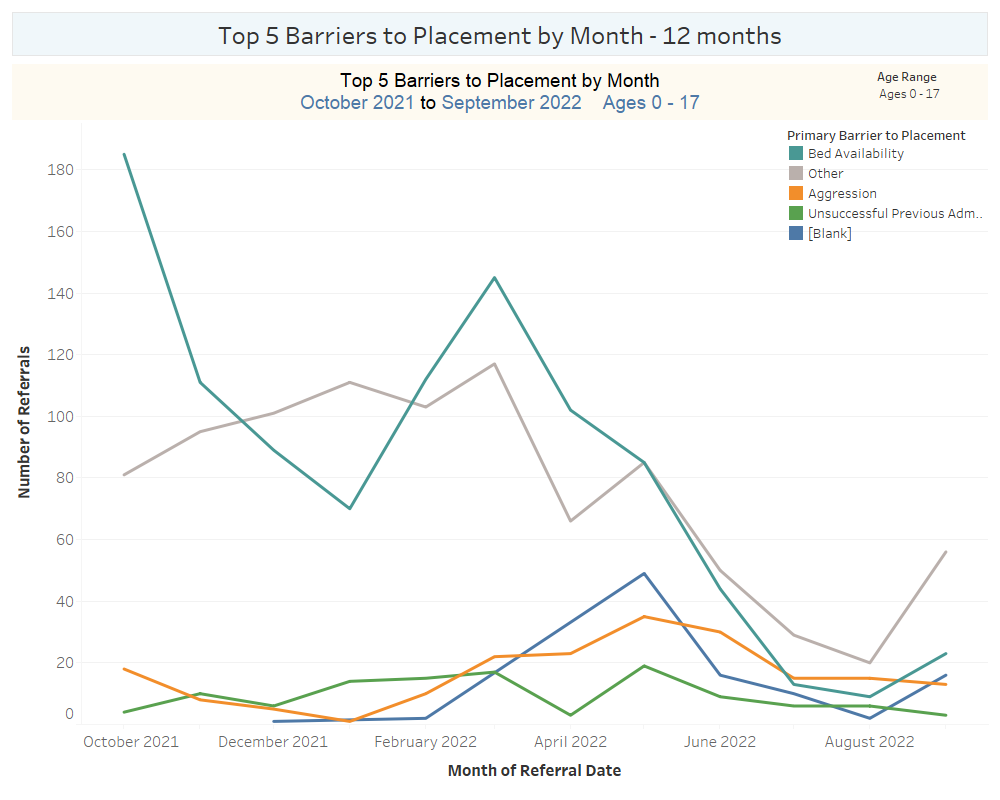 Top 5 Barriers to Placement by Month - 12 months
Top 5 Barriers to Placement by Month
October 2021 to September 2022 Ages 0 - 17
Age Range
Ages 0 - 17
Primary Barrier to Placement
Bed Availability
Other
Aggression
Unsuccessful Previous Adm..
[Blank]
Number of Referrals
180
160
140
120
100
80
60
40
20
0
October 2021 December 2021 February 2022 April 2022 June 2022 August 2022
Month of Referral Date